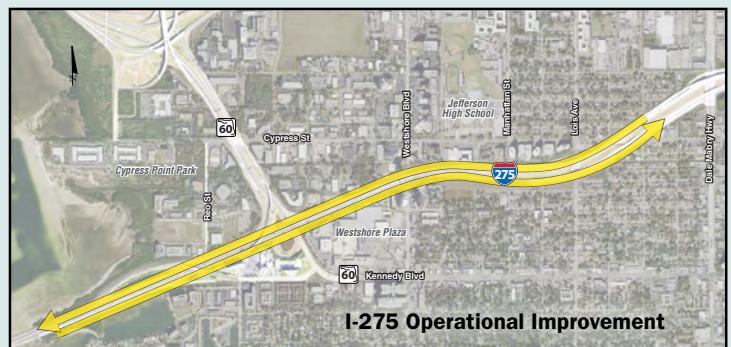 60
Cypress St
Cypress Point Park
Reo St
Westshore Blvd
Jefferson
High School
Manhattan St
Lois Ave
Dale Mabry Hwy
275
Westshore Plaza
60
Kennedy Blvd
I-275 Operational Improvement